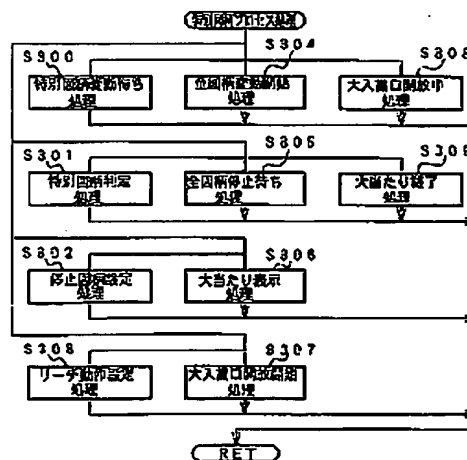 特別図柄プロセス処理
S300
S304
S308
特別図柄変動待ち
処理
全図柄変動開始
処理
大入賞口開放中
処理
S301
S305
S309
特別図柄判定
処理
全図柄停止待ち
処理
大当たり終了
処理
S302
S306
停止図柄設定
処理
大当たり表示
処理
S303
S307
リーチ動作設定
処理
大入賞口開放開始
処理
RET